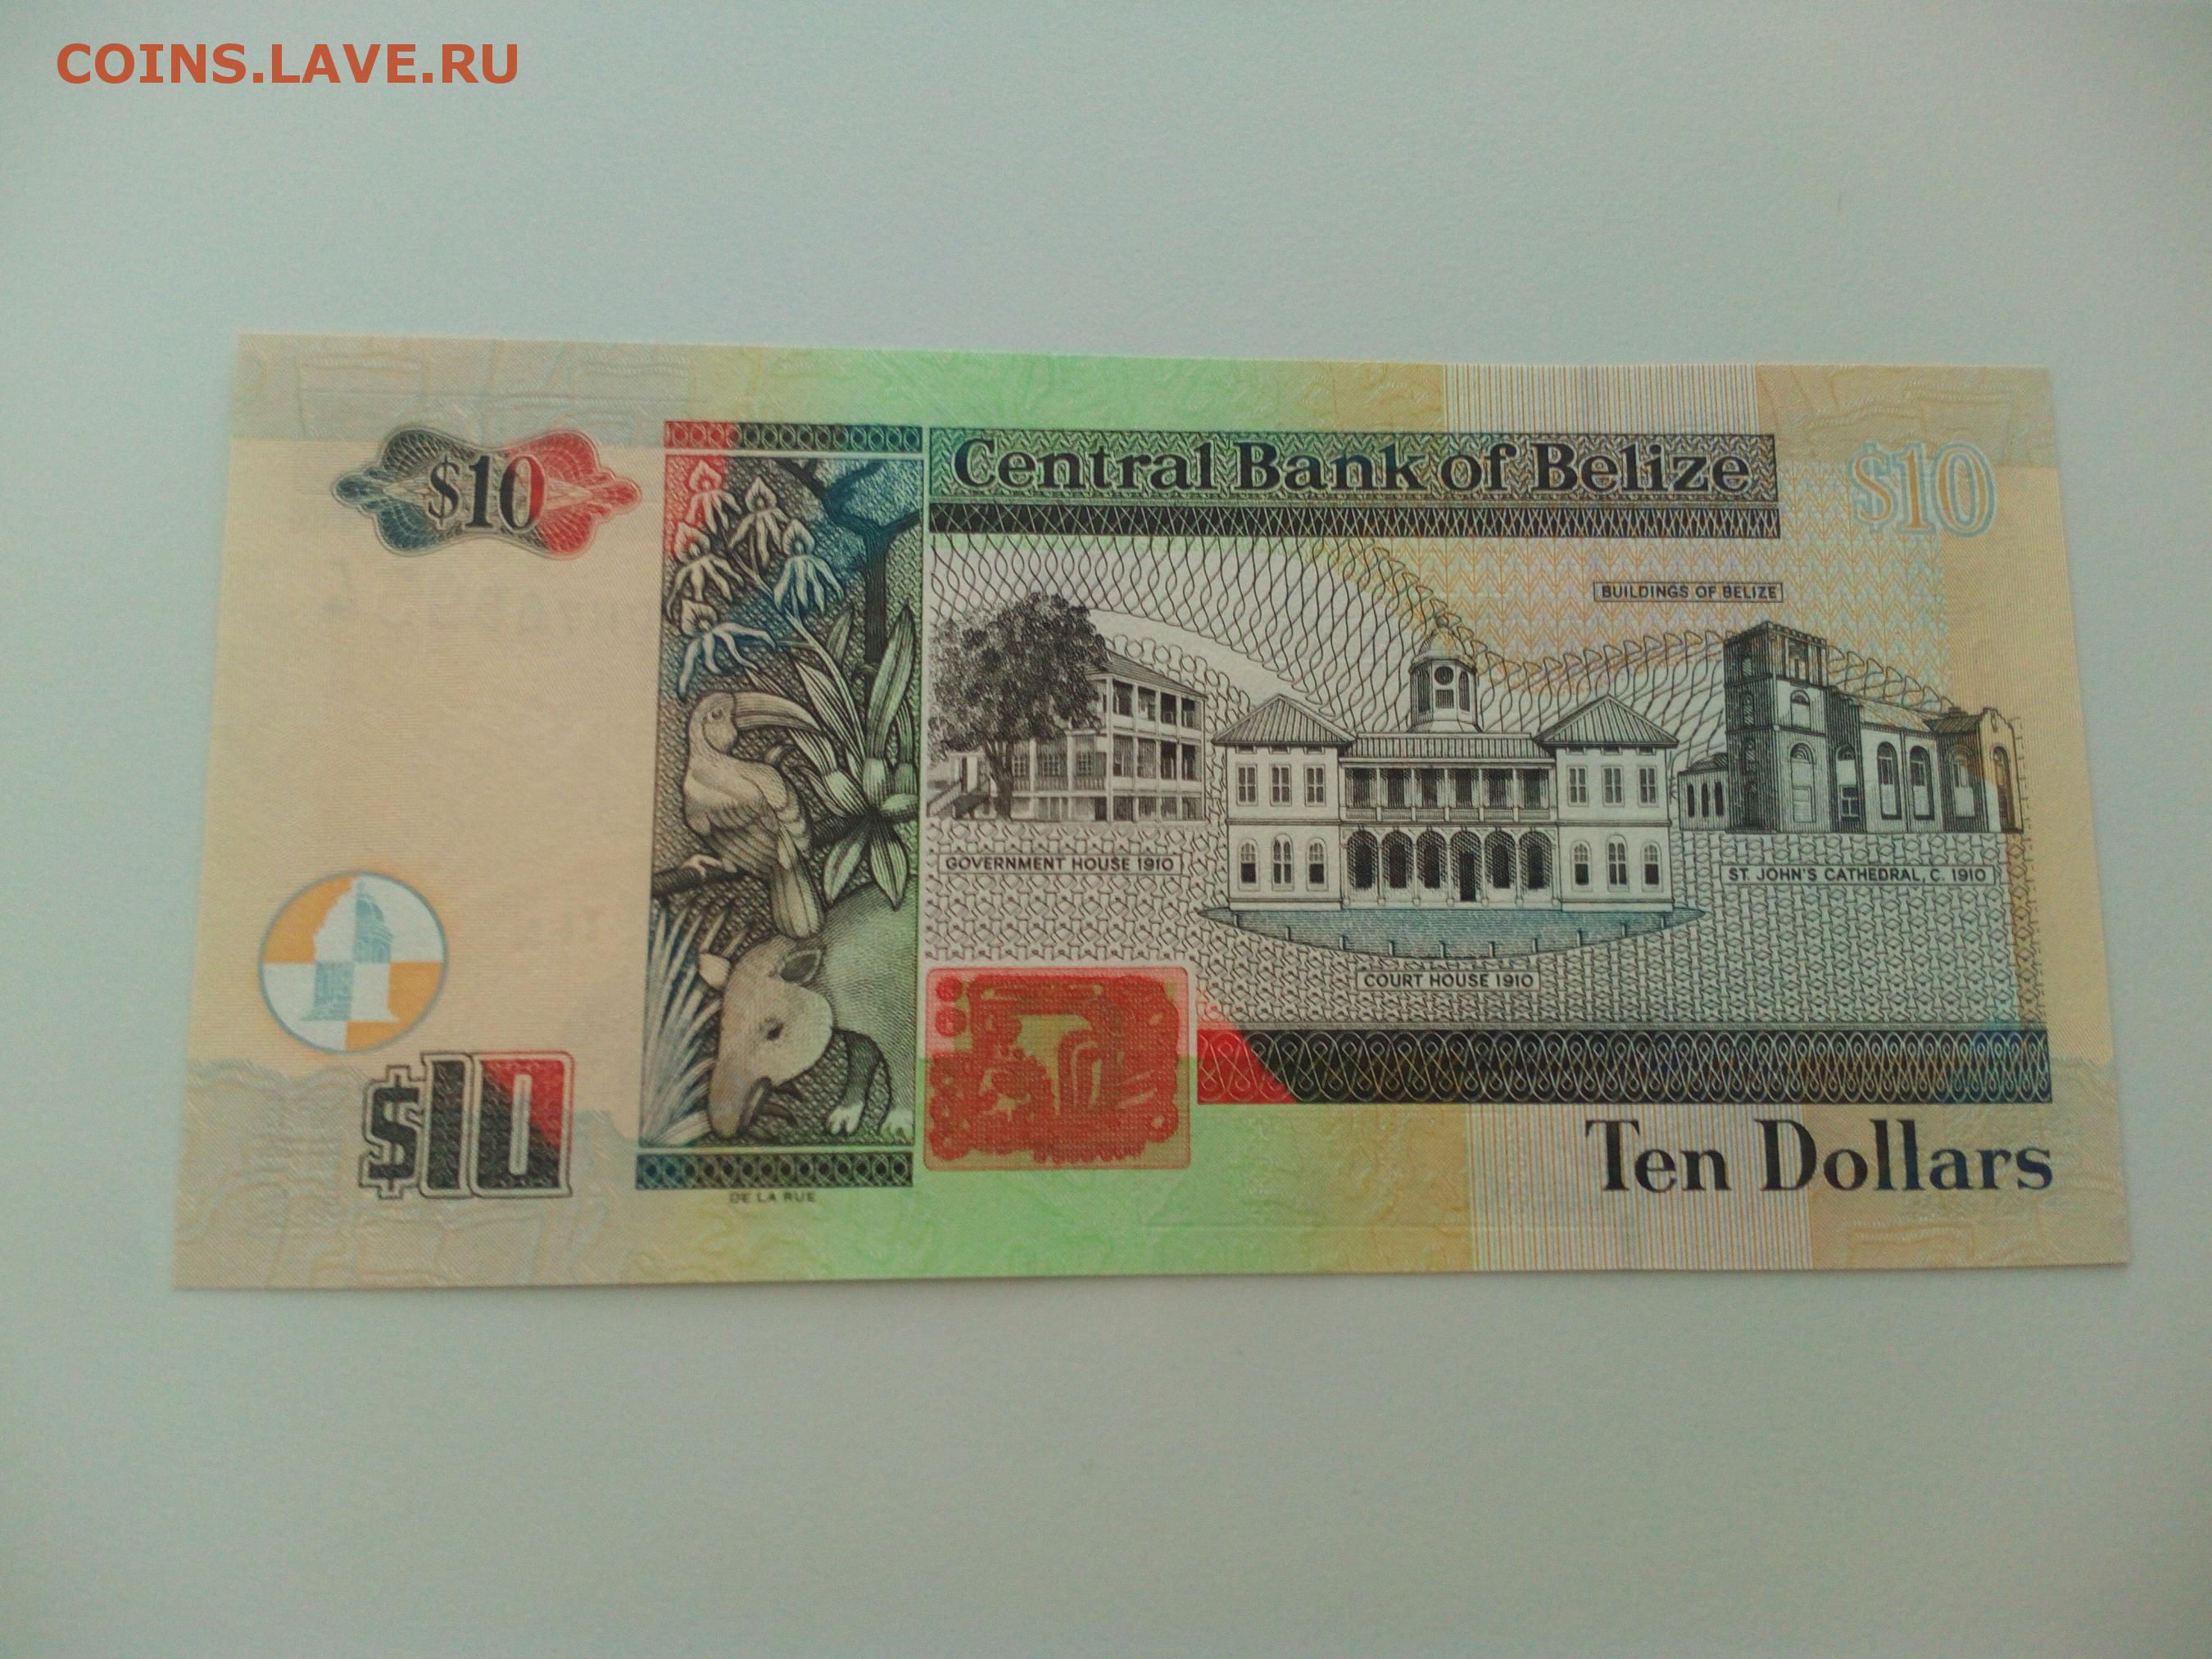 COINS.LAVE.RU
$10
Central Bank of Belize
$10
BUILDINGS OF BELIZE
GOVERNMENT HOUSE 1910
ST. JOHN'S CATHEDRAL, C. 1910
COURT HOUSE 1910
$10
Ten Dollars
DE LA RUE